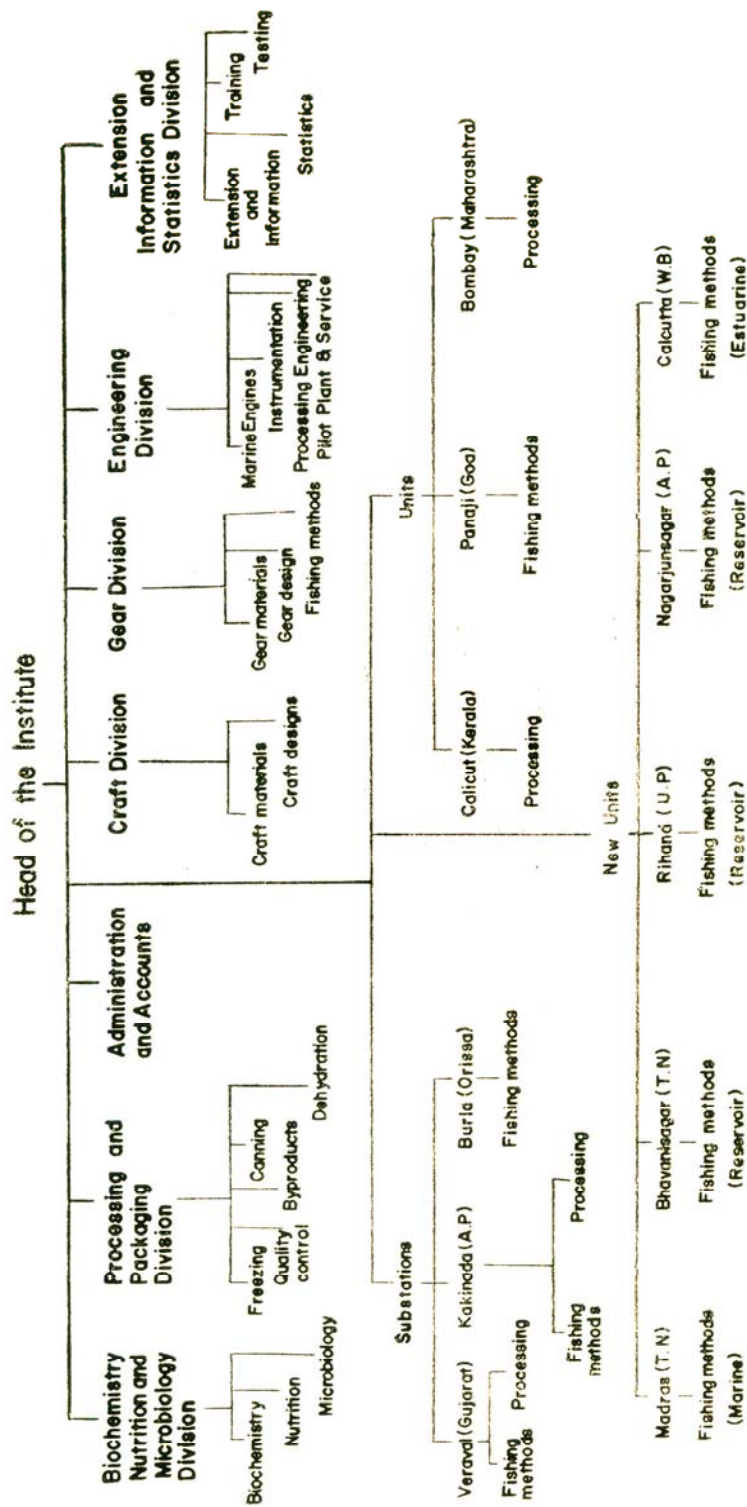 Head of the Institute
Biochemistry
Nutrition and
Microbiology
Division
Biochemistry
Nutrition
Microbiology
Processing and
Packaging
Division
Freezing
Quality
control
Byproducts
Canning
Dehydration
Administration
and Accounts
Craft Division
Craft materials
Craft designs
Gear Division
Gear materials
Gear design
Fishing methods
Engineering
Division
Marine Engines
Instrumentation
Processing Engineering
Pilot Plant & Service
Extension
Information and
Statistics Division
Extension
and
Information
Statistics
Training
Testing
Substations
Veraval (Gujarat)
Fishing
methods
Processing
Kakinada (A.P)
Fishing
methods
Processing
Burla (Orissa)
Fishing methods
Units
Calicut (Kerala)
Processing
Panaji (Goa)
Fishing methods
Bombay (Maharashtra)
Processing
New Units
Madras (T.N)
Fishing methods
(Marine)
Bhavanisagar (T.N)
Fishing methods
(Reservoir)
Rihand (U.P)
Fishing methods
(Reservoir)
Nagarjunsagar (A.P)
Fishing methods
(Reservoir)
Calcutta (W.B)
Fishing methods
(Estuarine)